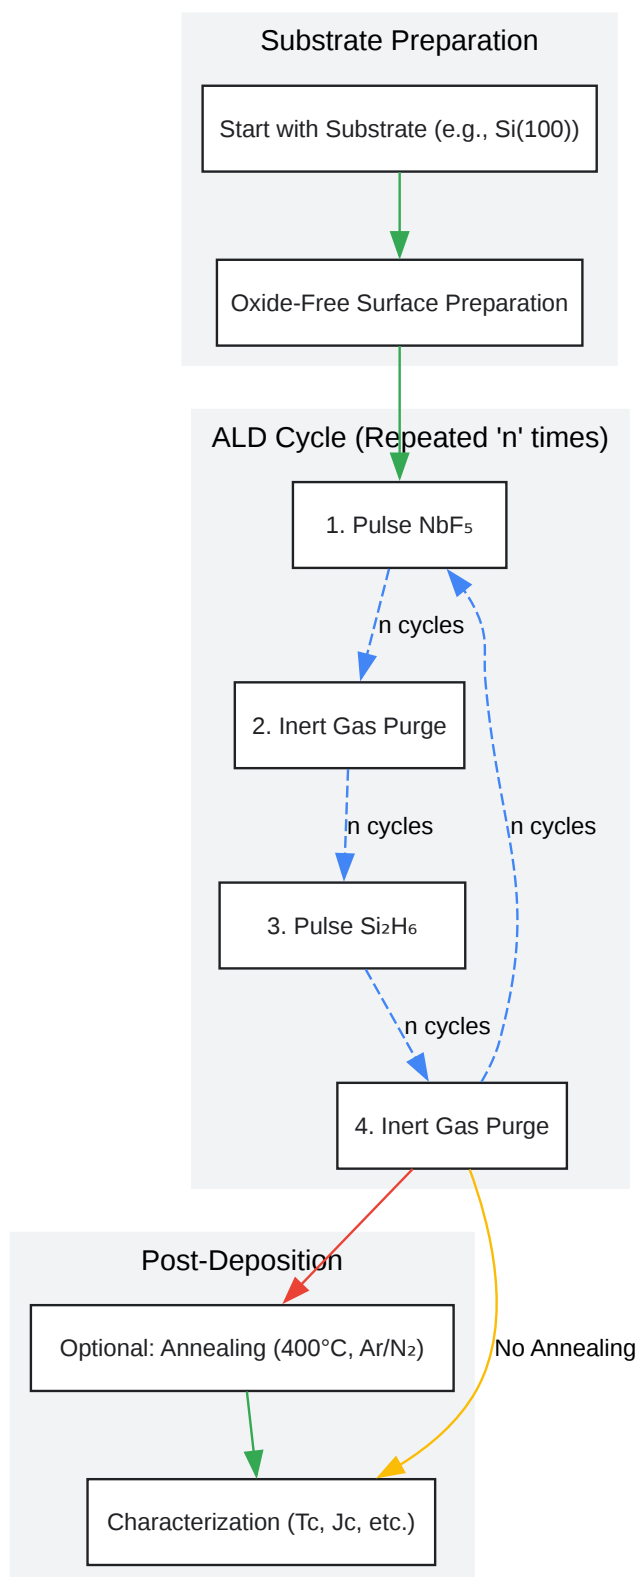 Substrate Preparation
Start with Substrate (e.g., Si(100))
Oxide-Free Surface Preparation
ALD Cycle (Repeated 'n' times)
1. Pulse NbF₅
n cycles
2. Inert Gas Purge
n cycles
n cycles
3. Pulse Si₂H₆
n cycles
4. Inert Gas Purge
Post-Deposition
Optional: Annealing (400°C, Ar/N₂)
No Annealing
Characterization (Tc, Jc, etc.)